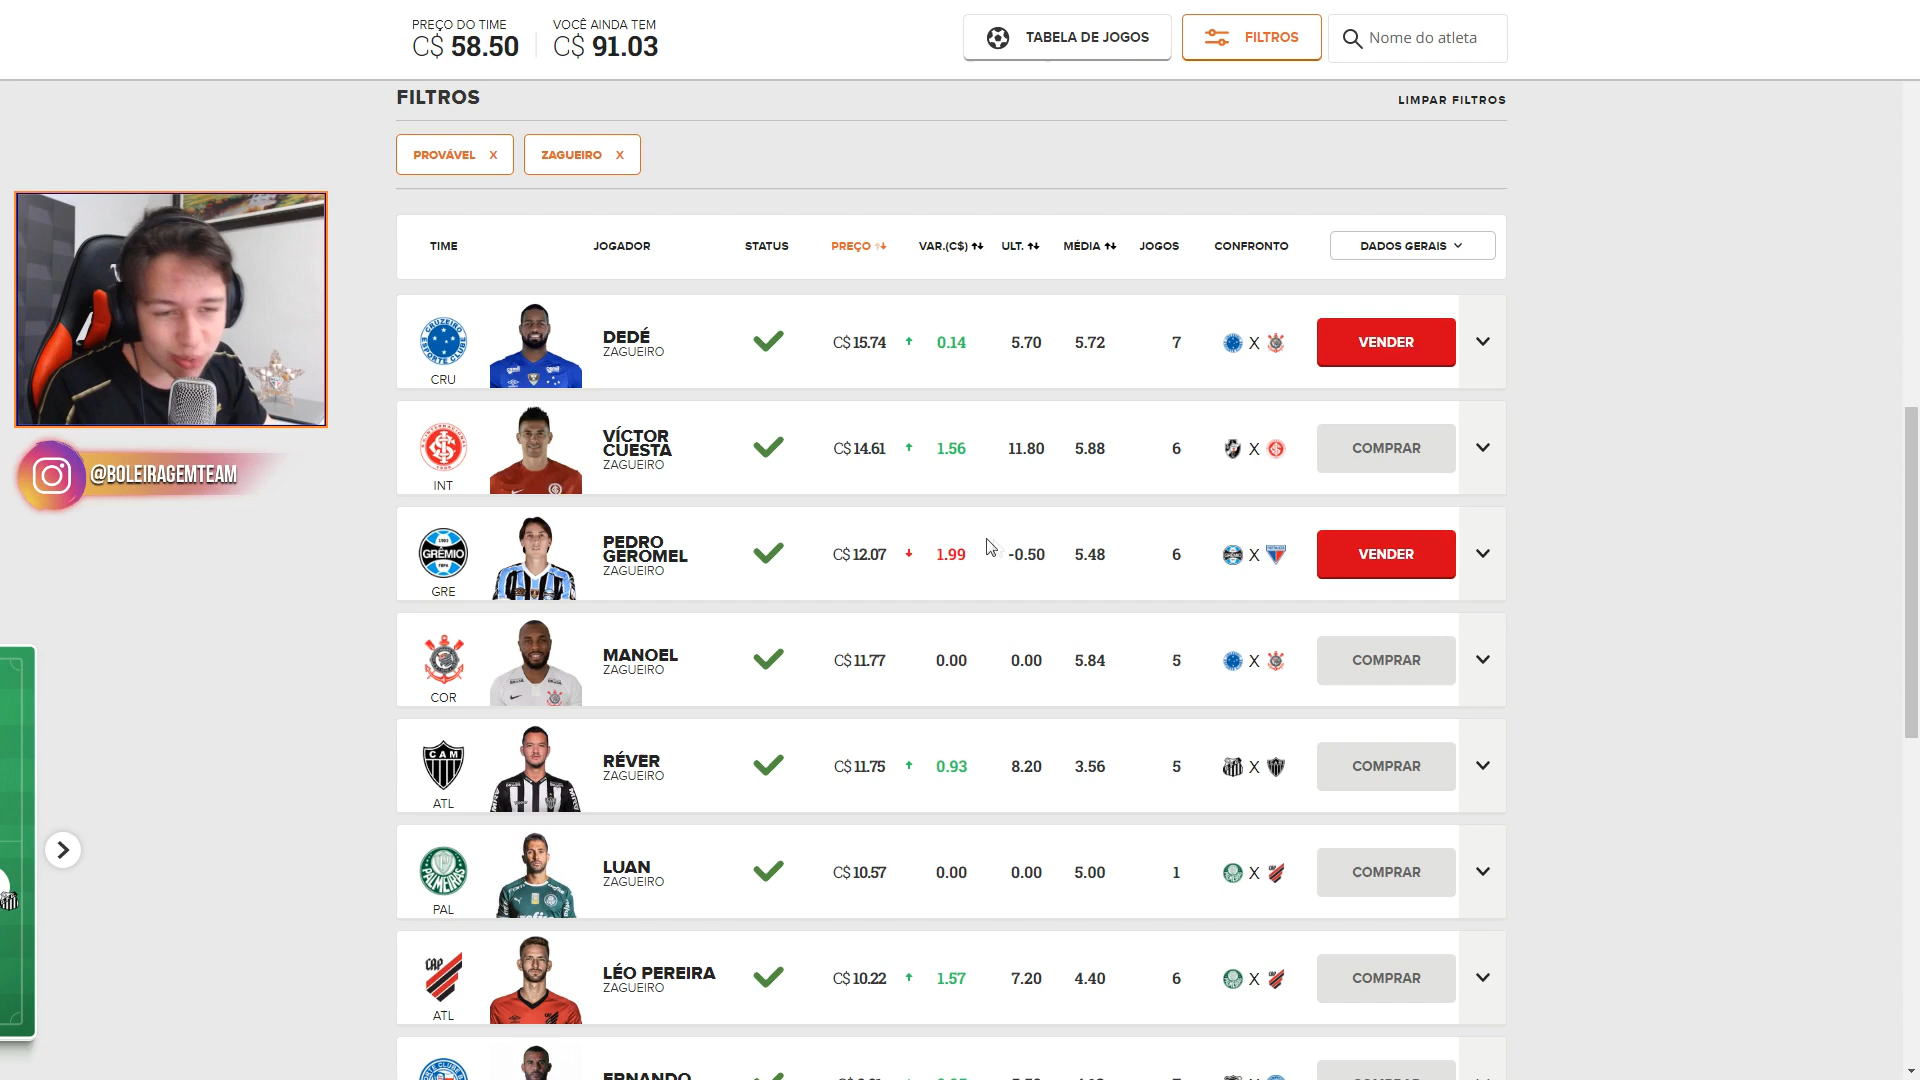 PREÇO DO TIME
C$ 58.50
VOCÊ AINDA TEM
C$ 91.03
TABELA DE JOGOS
FILTROS
Nome do atleta
FILTROS
LIMPAR FILTROS
PROVÁVEL X
ZAGUEIRO X
TIME JOGADOR STATUS PREÇO VAR.(C$) ULT. MÉDIA JOGOS CONFRONTO DADOS GERAIS
CRU
DEDÉ
ZAGUEIRO
C$ 15.74 0.14 5.70 5.72 7 X VENDER
INT
VÍCTOR
CUESTA
ZAGUEIRO
C$ 14.61 1.56 11.80 5.88 6 X COMPRAR
@BOLEIRAGEMTEAM
GRÊMIO
GRE
PEDRO
GEROMEL
ZAGUEIRO
C$ 12.07 1.99 -0.50 5.48 6 X VENDER
COR
MANOEL
ZAGUEIRO
C$ 11.77 0.00 0.00 5.84 5 X COMPRAR
CAM
ATL
RÉVER
ZAGUEIRO
C$ 11.75 0.93 8.20 3.56 5 X COMPRAR
PALMEIRAS
PAL
LUAN
ZAGUEIRO
C$ 10.57 0.00 0.00 5.00 1 X COMPRAR
CAP
ATL
LÉO PEREIRA
ZAGUEIRO
C$ 10.22 1.57 7.20 4.40 6 X COMPRAR
FERNANDO